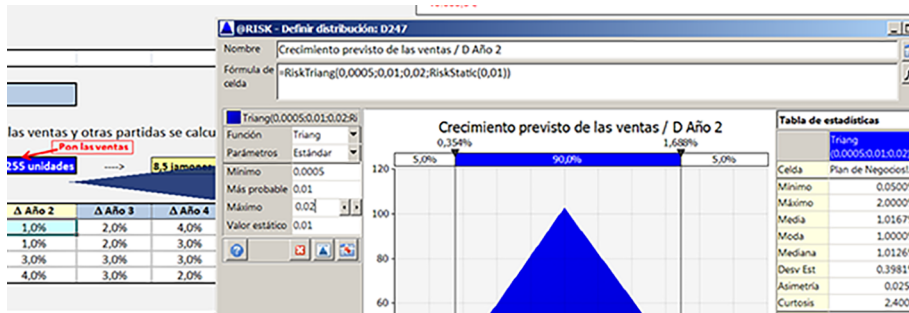 @RISK - Definir distribución: D247
Nombre
Crecimiento previsto de las ventas / D Año 2
Fórmula de celda
=RiskTriang(0,0005;0,01;0,02;RiskStatic(0,01))
las ventas y otras partidas se calcu
Pon las ventas
255 unidades
---->
8,5 jamones
Δ Año 2 Δ Año 3 Δ Año 4
1,0% 2,0% 4,0%
1,0% 2,0% 3,0%
3,0% 3,0% 3,0%
4,0% 3,0% 2,0%
Triang(0.0005;0.01;0.02;Ri
Función Triang
Parámetros Estándar
Mínimo 0.0005
Más probable 0.01
Máximo 0.02
Valor estático 0.01
Crecimiento previsto de las ventas / D Año 2
0,354% 1,688%
5,0% 90,0% 5,0%
120
100
80
60
Tabla de estadísticas
Triang
(0.0005;0.01;0.02
Celda Plan de Negocios!
Mínimo 0.0500
Máximo 2.0000
Media 1.0167
Moda 1.0000
Mediana 1.0126
Desv Est 0.3981
Asimetría 0.025
Curtosis 2,400